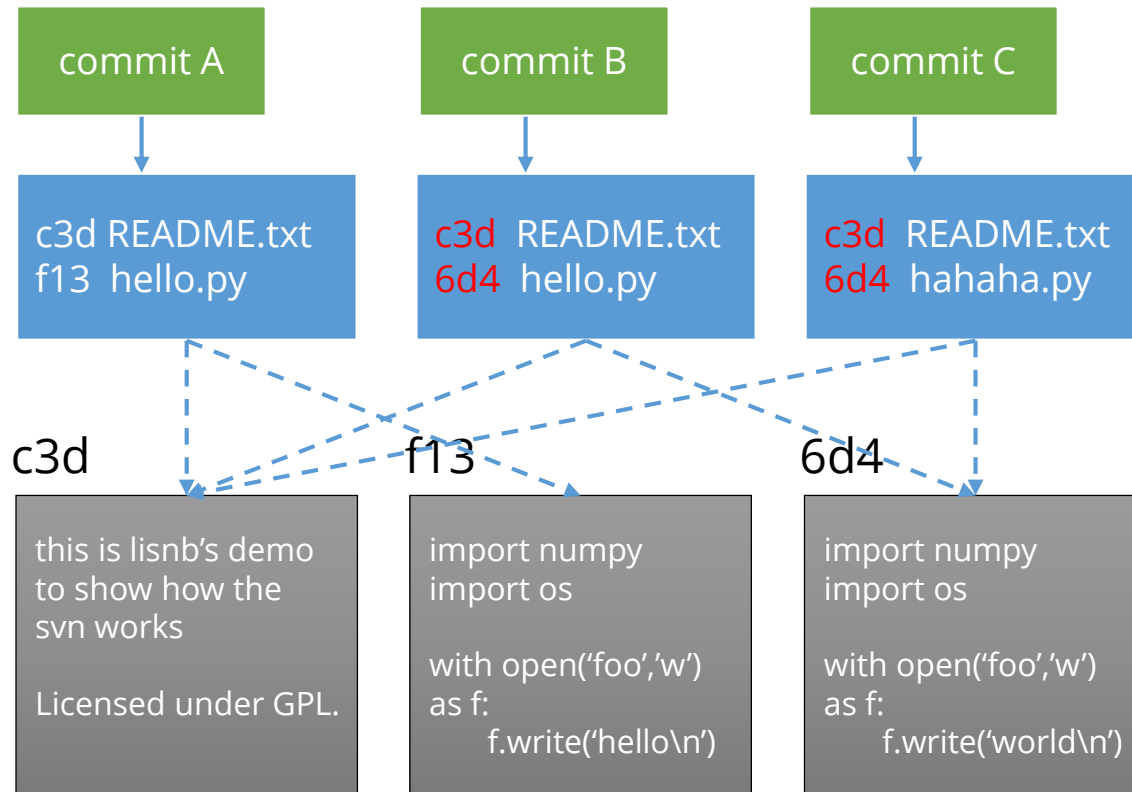 commit A
commit B
commit C
c3d README.txt
f13 hello.py
c3d README.txt
6d4 hello.py
c3d README.txt
6d4 hahaha.py
c3d
f13
6d4
this is lisnb’s demo
to show how the
svn works
Licensed under GPL.
import numpy
import os
with open(‘foo’,’w’)
as f:
f.write(‘hello\n’)
import numpy
import os
with open(‘foo’,’w’)
as f:
f.write(‘world\n’)